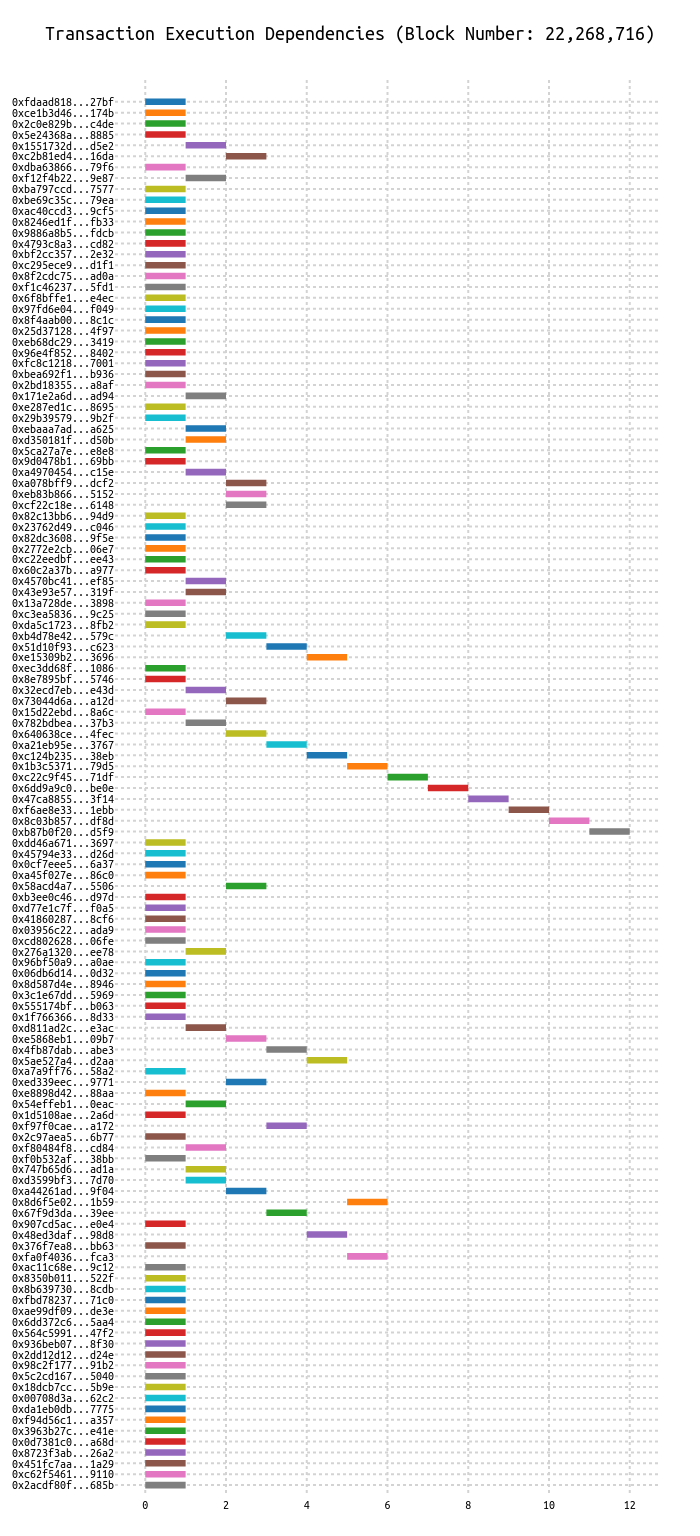 Transaction Execution Dependencies (Block Number: 22,268,716)
0xfdaad818...27bf
0xce1b3d46...174b
0x2c0e829b...c4de
0x5e24368a...8885
0x1551732d...d5e2
0xc2b81ed4...16da
0xdba63866...79f6
0xf12f4b22...9e87
0xba797ccd...7577
0xbe69c35c...79ea
0xac40ccd3...9cf5
0x8246ed1f...fb33
0x9886a8b5...fdcb
0x4793c8a3...cd82
0xbf2cc357...2e32
0xc295ece9...d1f1
0x8f2cdc75...ad0a
0xf1c46237...5fd1
0x6f8bffe1...e4ec
0x97fd6e04...f049
0x8f4aab00...8c1c
0x25d37128...4f97
0xeb68dc29...3419
0x96e4f852...8402
0xfc8c1218...7001
0xbea692f1...b936
0x2bd18355...a8af
0x171e2a6d...ad94
0xe287ed1c...8695
0x29b39579...9b2f
0xebaaa7ad...a625
0xd350181f...d50b
0x5ca27a7e...e8e8
0x9d0478b1...69bb
0xa4970454...c15e
0xa078bff9...dcf2
0xeb83b866...5152
0xcf22c18e...6148
0x82c13bb6...94d9
0x23762d49...c046
0x82dc3608...9f5e
0x2772e2cb...06e7
0xc22eedbf...ee43
0x60c2a37b...a977
0x4570bc41...ef85
0x43e93e57...319f
0x13a728de...3898
0xc3ea5836...9c25
0xda5c1723...8fb2
0xb4d78e42...579c
0x51d10f93...c623
0xe15309b2...3696
0xec3dd68f...1086
0x8e7895bf...5746
0x32ecd7eb...e43d
0x73044d6a...a12d
0x15d22ebd...8a6c
0x782bdbea...37b3
0x640638ce...4fec
0xa21eb95e...3767
0xc124b235...38eb
0x1b3c5371...79d5
0xc22c9f45...71df
0x6dd9a9c0...be0e
0x47ca8855...3f14
0xf6ae8e33...1ebb
0x8c03b857...df8d
0xb87b0f20...d5f9
0xdd46a671...3697
0x45794e33...d26d
0x0cf7eee5...6a37
0xa45f027e...86c0
0x58acd4a7...5506
0xb3ee0c46...d97d
0xd77e1c7f...f0a5
0x41860287...8cf6
0x03956c22...ada9
0xcd802628...06fe
0x276a1320...ee78
0x96bf50a9...a0ae
0x06db6d14...0d32
0x8d587d4e...8946
0x3c1e67dd...5969
0x555174bf...b063
0x1f766366...8d33
0xd811ad2c...e3ac
0xe5868eb1...09b7
0x4fb87dab...abe3
0x5ae527a4...d2aa
0xa7a9ff76...58a2
0xed339eec...9771
0xe8898d42...88aa
0x54effeb1...0eac
0x1d5108ae...2a6d
0xf97f0cae...a172
0x2c97aea5...6b77
0xf80484f8...cd84
0xf0b532af...38bb
0x747b65d6...ad1a
0xd3599bf3...7d70
0xa44261ad...9f04
0x8d6f5e02...1b59
0x67f9d3da...39ee
0x907cd5ac...e0e4
0x48ed3daf...98d8
0x376f7ea8...bb63
0xfa0f4036...fca3
0xac11c68e...9c12
0x8350b011...522f
0x8b639730...8cdb
0xfbd78237...71c0
0xae99df09...de3e
0x6dd372c6...5aa4
0x564c5991...47f2
0x936beb07...8f30
0x2dd12d12...d24e
0x98c2f177...91b2
0x5c2cd167...5040
0x18dcb7cc...5b9e
0x00708d3a...62c2
0xda1eb0db...7775
0xf94d56c1...a357
0x3963b27c...e41e
0x0d7381c0...a68d
0x8723f3ab...26a2
0x451fc7aa...1a29
0xc62f5461...9110
0x2acdf80f...685b
0 2 4 6 8 10 12